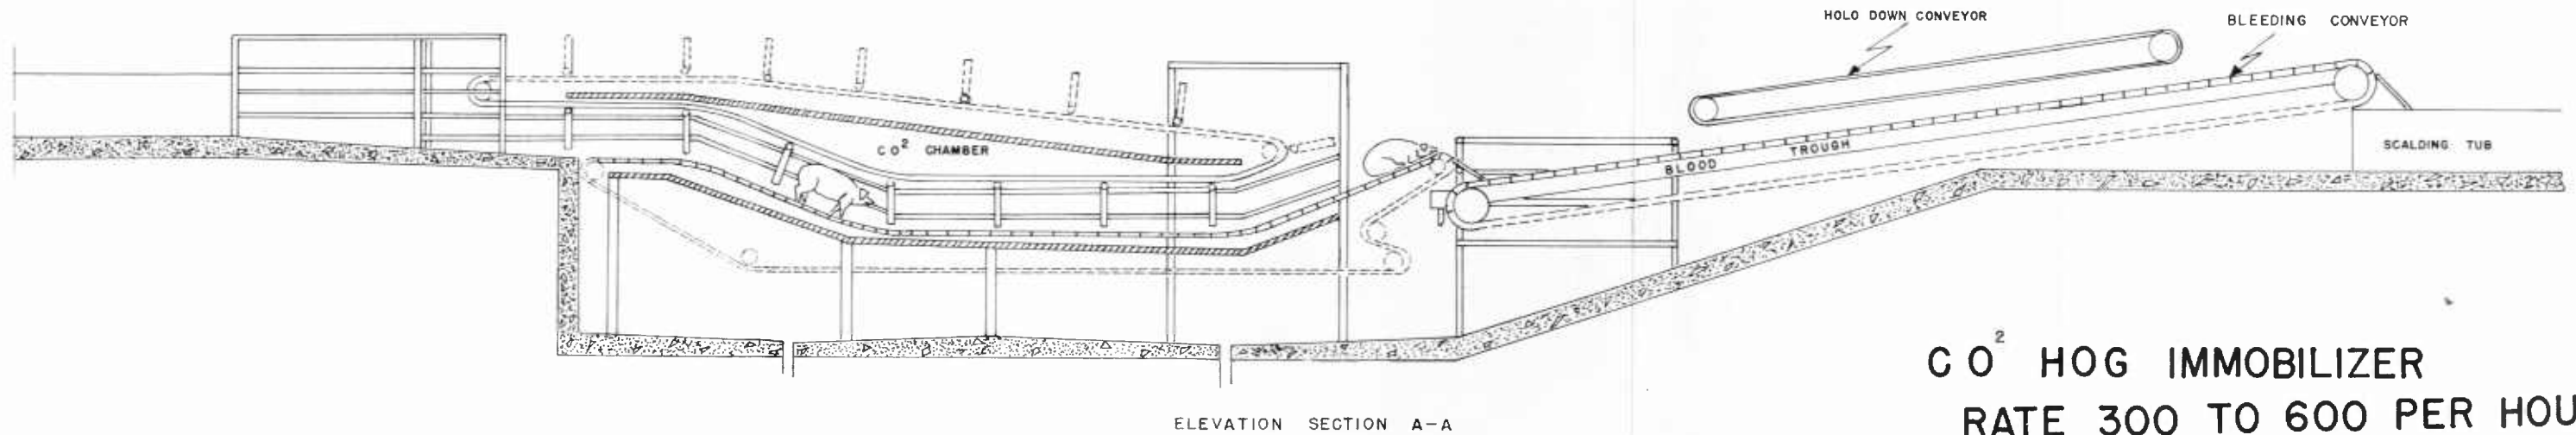 HOLO DOWN CONVEYOR
BLEEDING CONVEYOR
CO² CHAMBER
BLOOD TROUGH
SCALDING TUB
CO² HOG IMMOBILIZER
RATE 300 TO 600 PER HOU
ELEVATION SECTION A-A